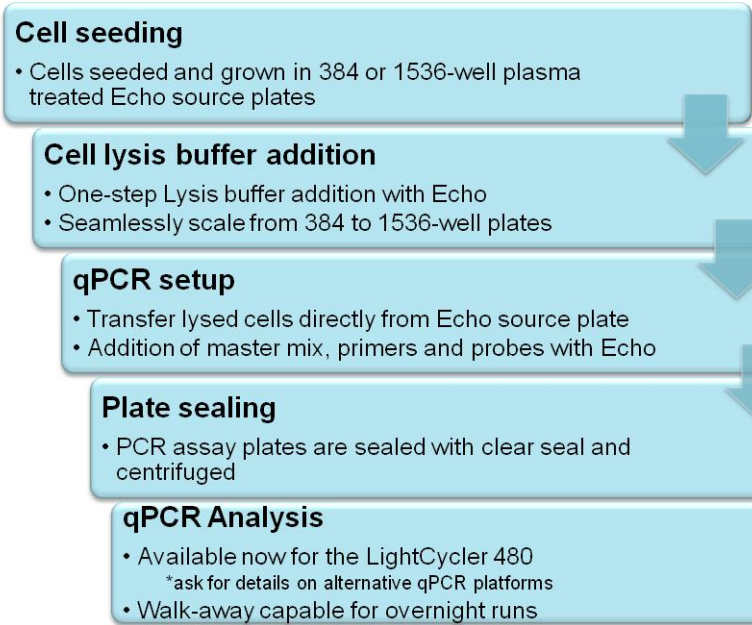 Cell seeding
• Cells seeded and grown in 384 or 1536-well plasma
treated Echo source plates
Cell lysis buffer addition
• One-step Lysis buffer addition with Echo
• Seamlessly scale from 384 to 1536-well plates
qPCR setup
• Transfer lysed cells directly from Echo source plate
• Addition of master mix, primers and probes with Echo
Plate sealing
• PCR assay plates are sealed with clear seal and
centrifuged
qPCR Analysis
• Available now for the LightCycler 480
*ask for details on alternative qPCR platforms
• Walk-away capable for overnight runs